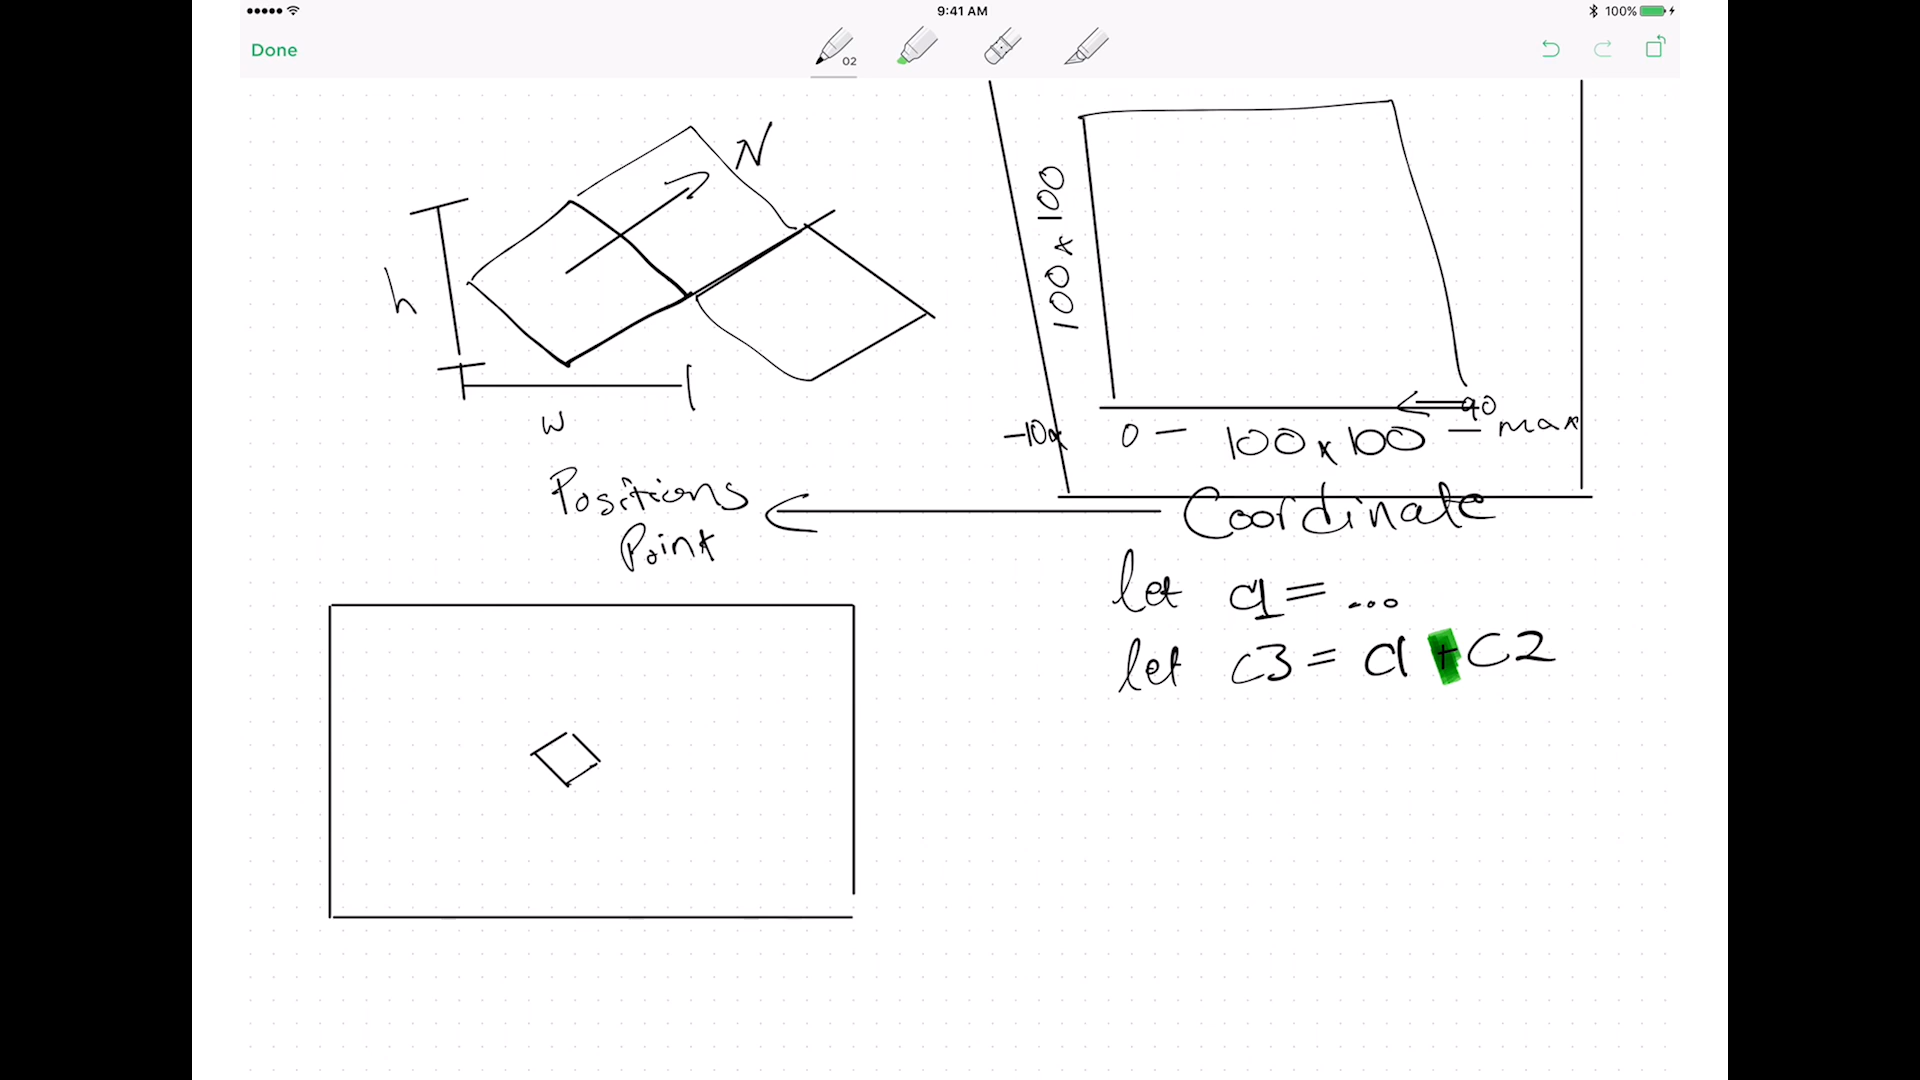 9:41 AM
100%
Done
02
N
h
w
100 x 100
-10x
0 -
100 x 100
90
max
Positions
Point
Coordinate
let c1 = ...
let c3 = c1 + c2